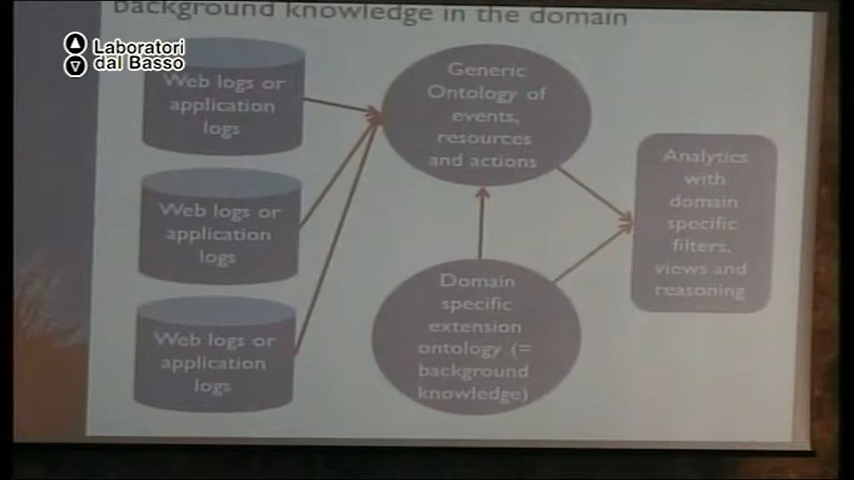 background knowledge in the domain
Laboratori
dal Basso
Web logs or
application
logs
Web logs or
application
logs
Web logs or
application
logs
Generic
Ontology of
events,
resources
and actions
Domain
specific
extension
ontology (=
background
knowledge)
Analytics
with
domain
specific
filters,
views and
reasoning